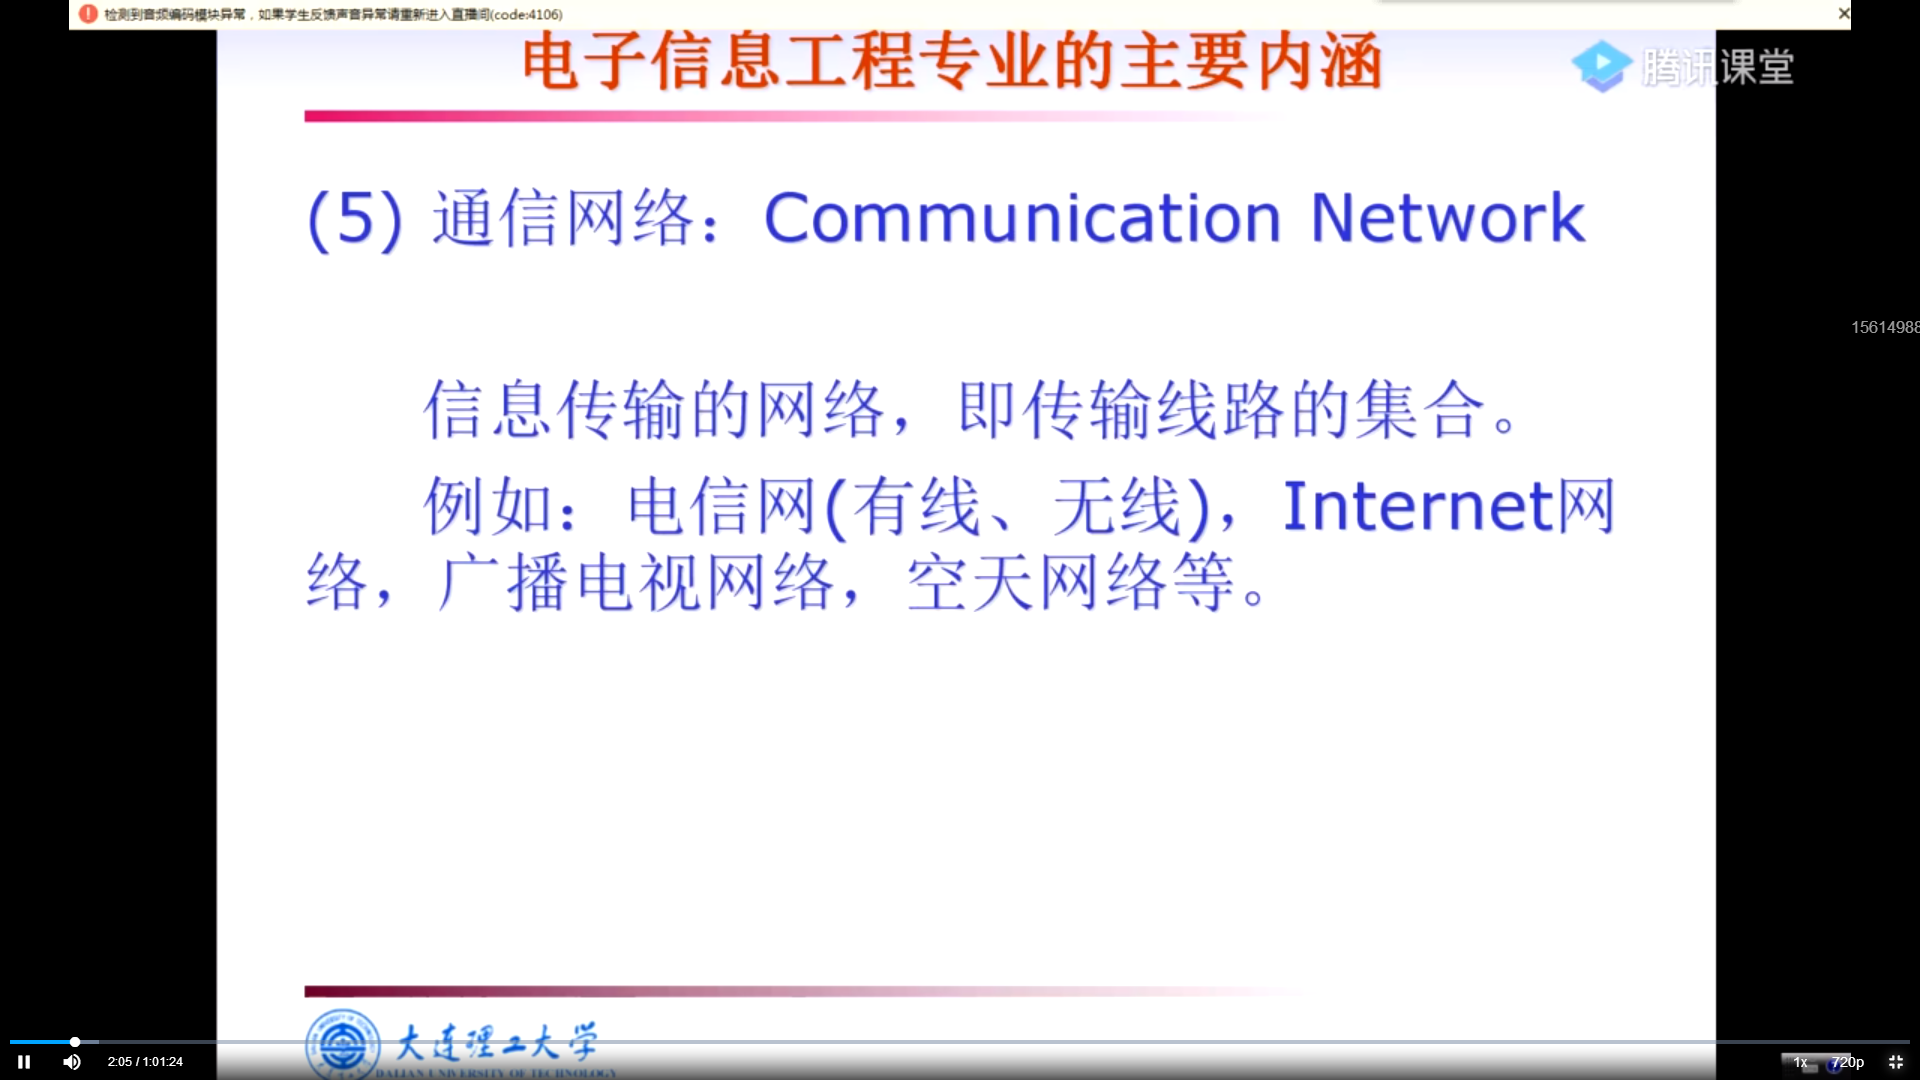 检测到音频编码模块异常，如果学生反馈声音异常请重新进入直播间(code:4106)
电子信息工程专业的主要内涵
腾讯课堂
(5) 通信网络：Communication Network
15614988
信息传输的网络，即传输线路的集合。
例如：电信网(有线、无线)，Internet网
络，广播电视网络，空天网络等。
大连理工大学
DALIAN UNIVERSITY OF TECHNOLOGY
2:05 / 1:01:24
1x
720p